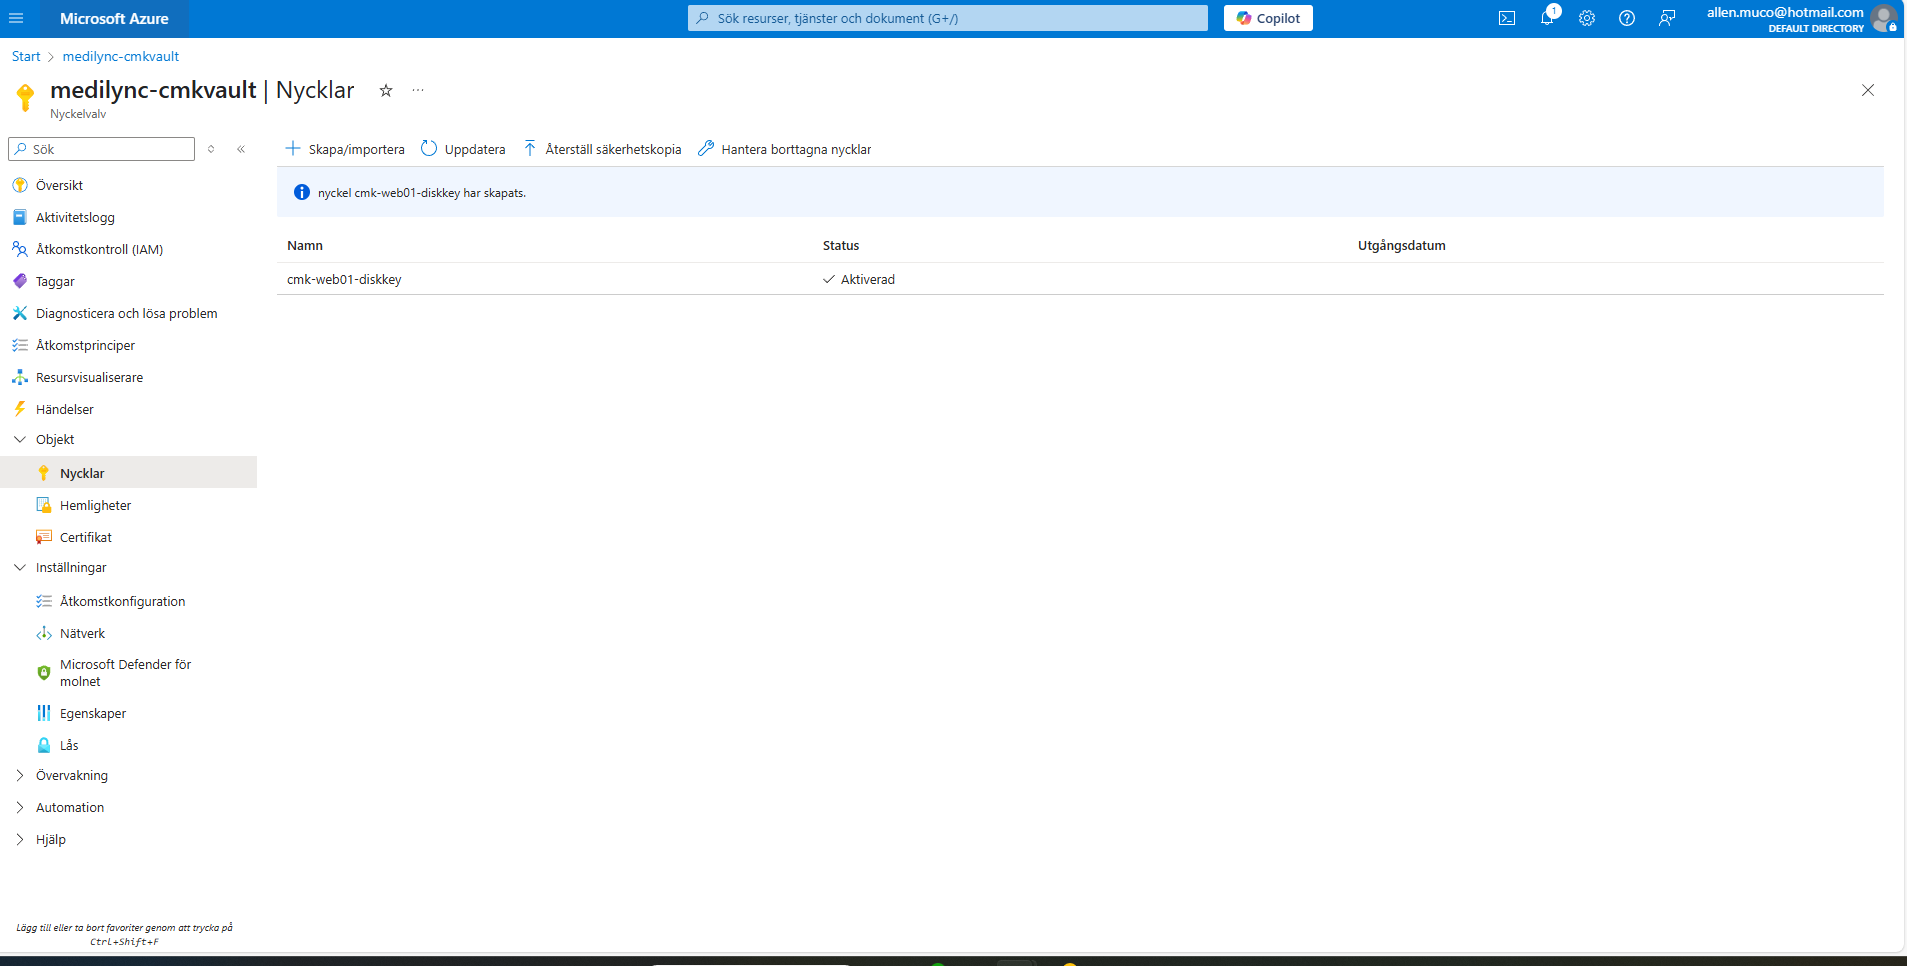 Microsoft Azure
Sök resurser, tjänster och dokument (G+/)
Copilot
1
allen.muco@hotmail.com
DEFAULT DIRECTORY
Start > medilync-cmkvault
medilync-cmkvault | Nycklar
Nyckelvalv
Sök
Skapa/importera
Uppdatera
Återställ säkerhetskopia
Hantera borttagna nycklar
nyckel cmk-web01-diskkey har skapats.
Namn
Status
Utgångsdatum
cmk-web01-diskkey
Aktiverad
Översikt
Aktivitetslogg
Åtkomstkontroll (IAM)
Taggar
Diagnosticera och lösa problem
Åtkomstprinciper
Resursvisualiserare
Händelser
Objekt
Nycklar
Hemligheter
Certifikat
Inställningar
Åtkomstkonfiguration
Nätverk
Microsoft Defender för
molnet
Egenskaper
Lås
Övervakning
Automation
Hjälp
Lägg till eller ta bort favoriter genom att trycka på
Ctrl+Shift+F